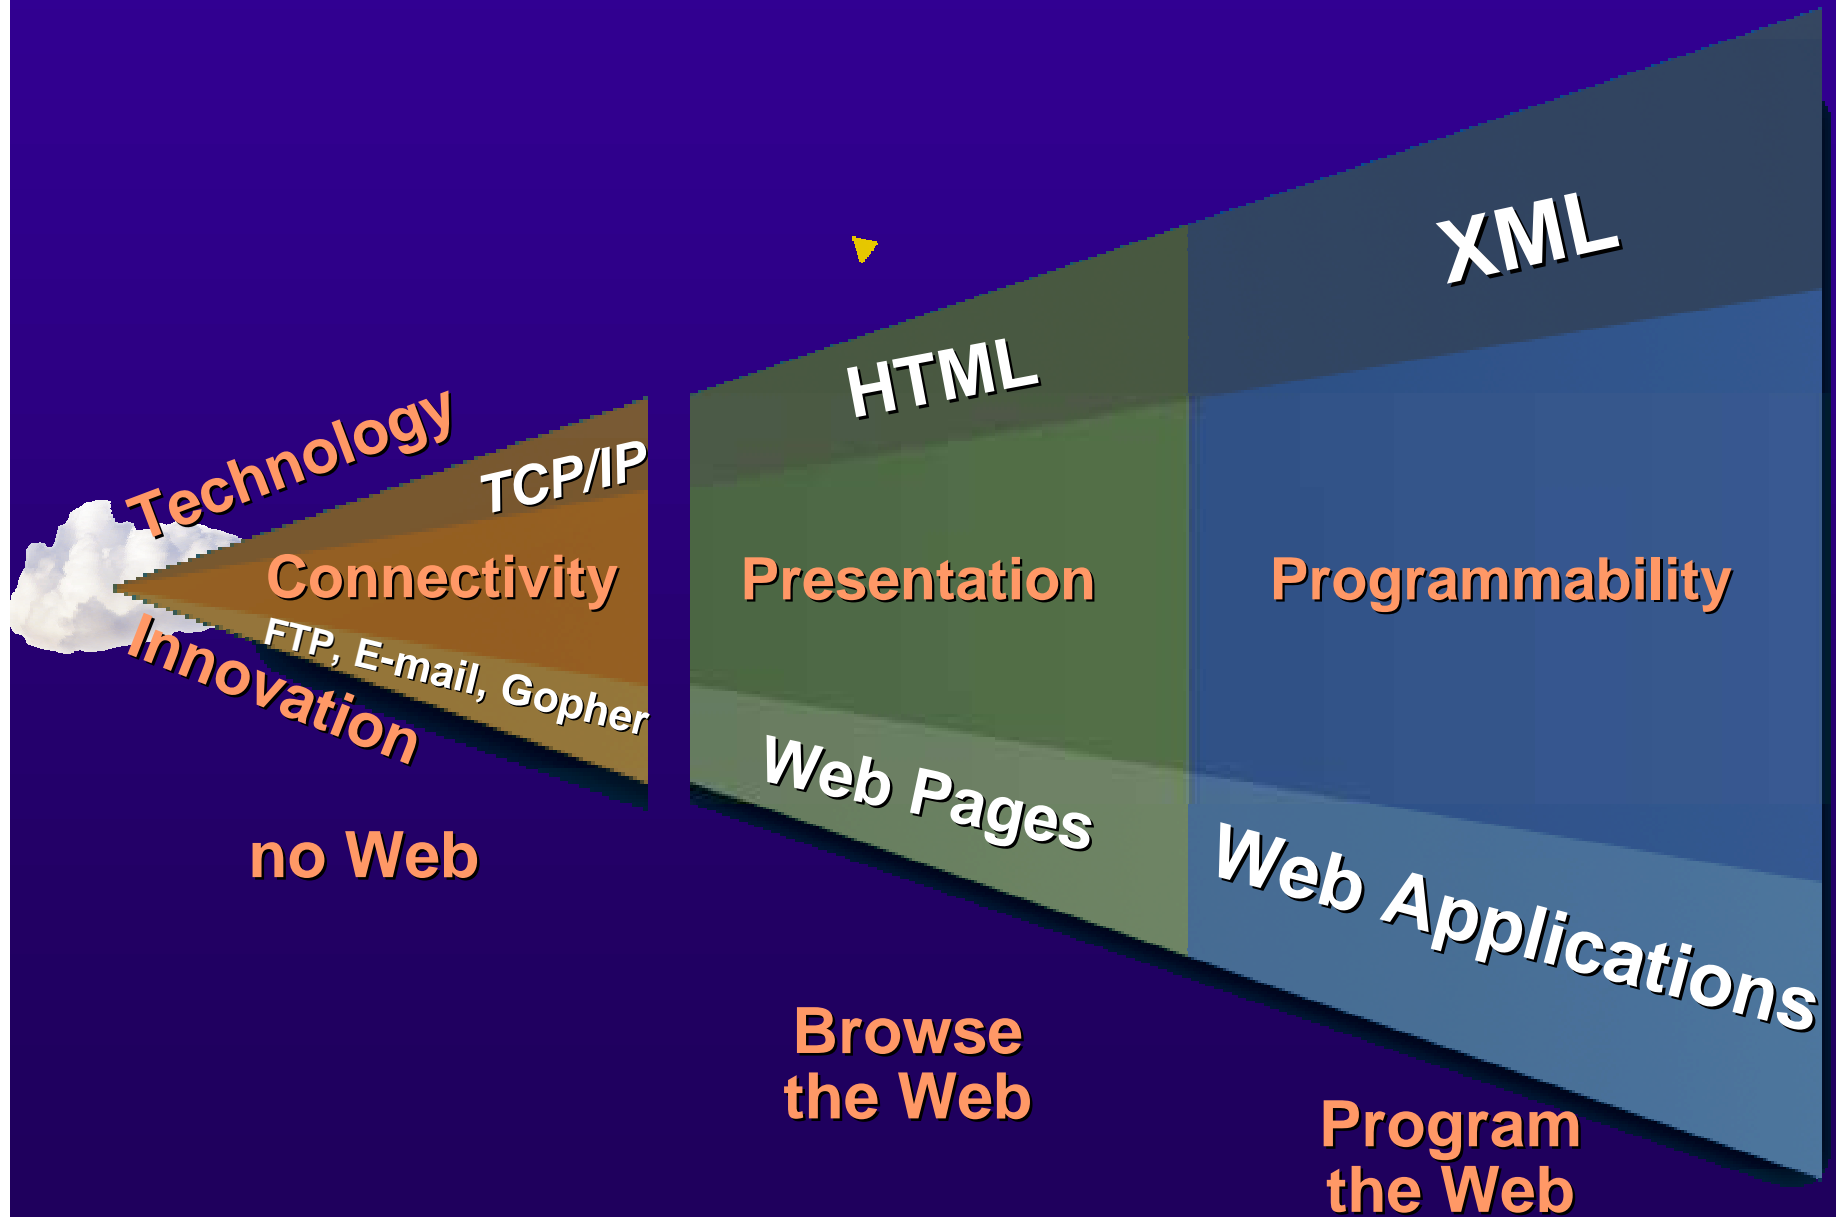 Technology
TCP/IP
Connectivity
FTP, E-mail, Gopher
Innovation
no Web
HTML
Presentation
Web Pages
Browse
the Web
XML
Programmability
Web Applications
Program
the Web